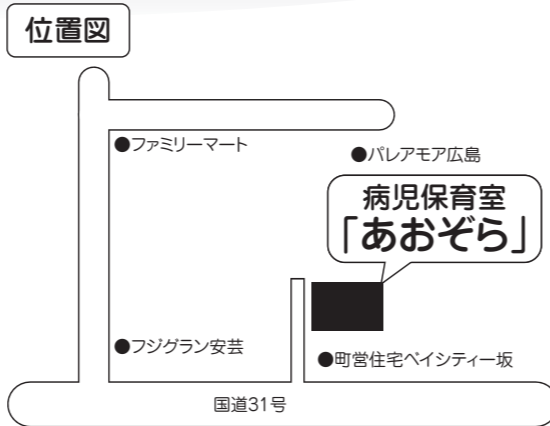 位置図
●ファミリーマート
●パレアモア広島
病児保育室
「あおぞら」
●フジグラン安芸
●町営住宅ベイシティー坂
国道31号